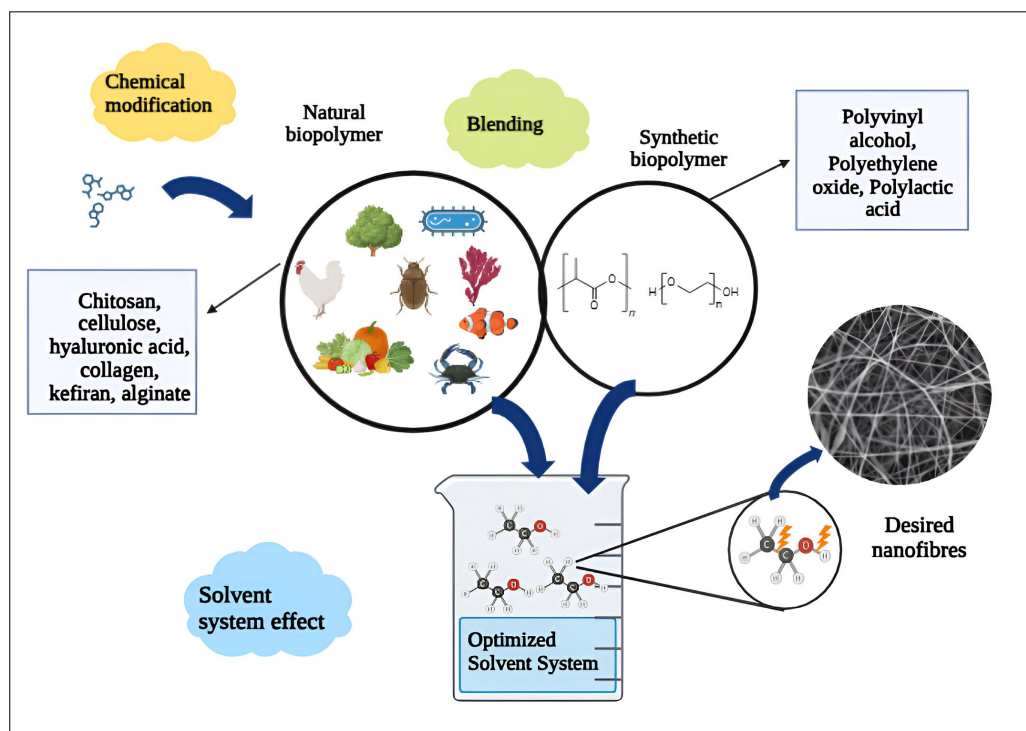 Chemical
modification
Natural
biopolymer
Blending
Synthetic
biopolymer
Polyvinyl
alcohol,
Polyethylene
oxide, Polylactic
acid
Chitosan,
cellulose,
hyaluronic acid,
collagen,
kefiran, alginate
O
O
n
H
O
OH
n
H H
C O
H C H
H H
H H
C O
H C H
H H
H H
C O
H C H
H H
H H
C O
H C H
H H
Desired
nanofibres
Solvent
system effect
Optimized
Solvent System